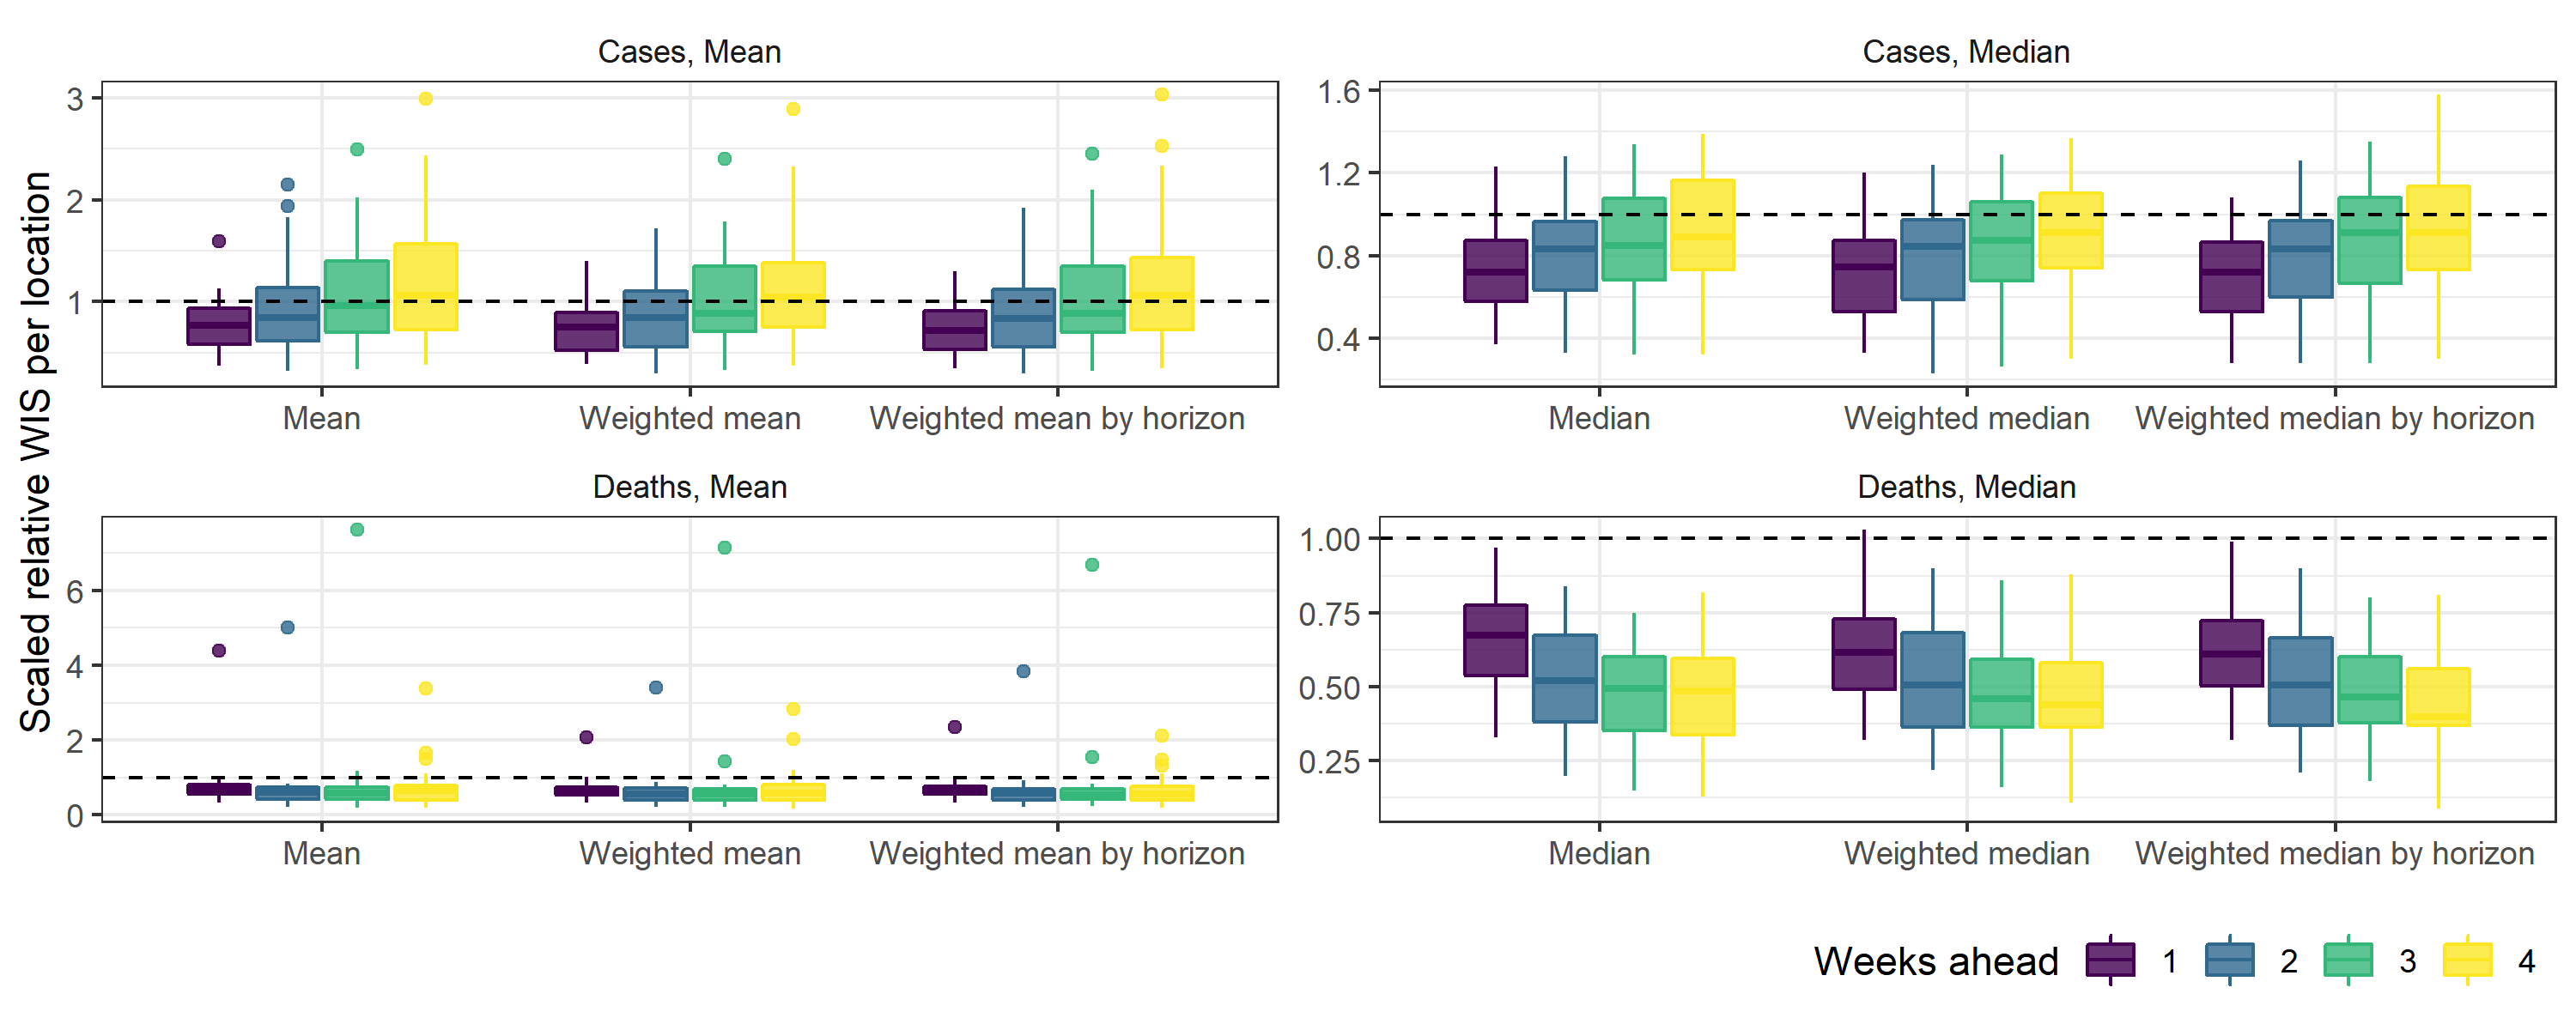 Cases, Mean
Cases, Median
Scaled relative WIS per location
3
2
1
Mean
Weighted mean
Weighted mean by horizon
1.6
1.2
0.8
0.4
Median
Weighted median
Weighted median by horizon
Deaths, Mean
Deaths, Median
6
4
2
0
Mean
Weighted mean
Weighted mean by horizon
1.00
0.75
0.50
0.25
Median
Weighted median
Weighted median by horizon
Weeks ahead 1 2 3 4